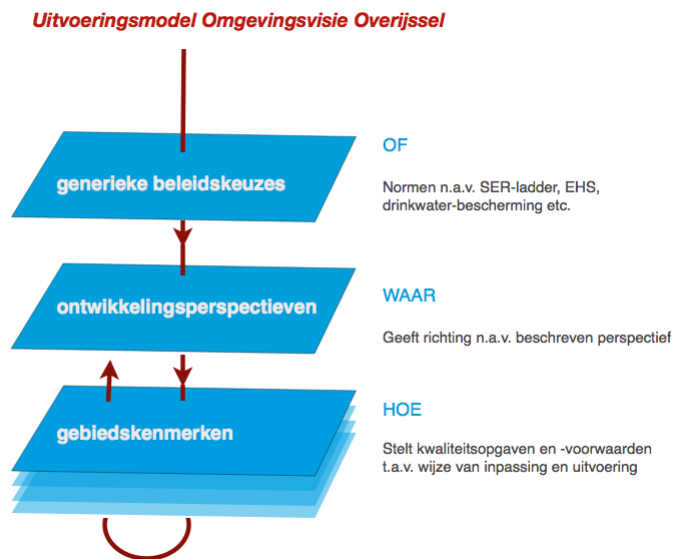 Uitvoeringsmodel Omgevingsvisie Overijssel
generieke beleidskeuzes
OF
Normen n.a.v. SER-ladder, EHS,
drinkwater-bescherming etc.
ontwikkelingsperspectieven
WAAR
Geeft richting n.a.v. beschreven perspectief
gebiedskenmerken
HOE
Stelt kwaliteitsopgaven en -voorwaarden
t.a.v. wijze van inpassing en uitvoering